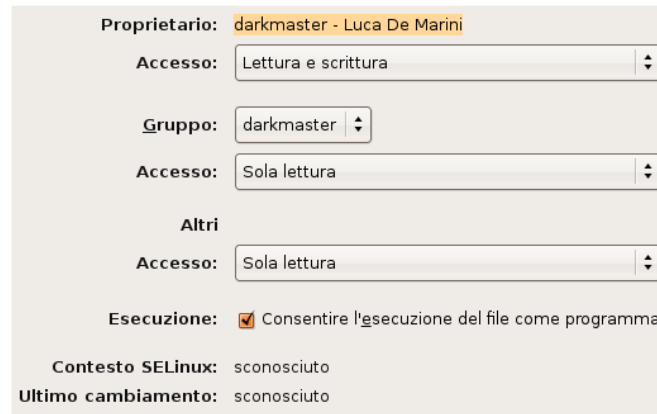 Proprietario: darkmaster - Luca De Marini
Accesso: Lettura e scrittura
Gruppo: darkmaster
Accesso: Sola lettura
Altri
Accesso: Sola lettura
Esecuzione: Consentire l'esecuzione del file come programma
Contesto SELinux: sconosciuto
Ultimo cambiamento: sconosciuto